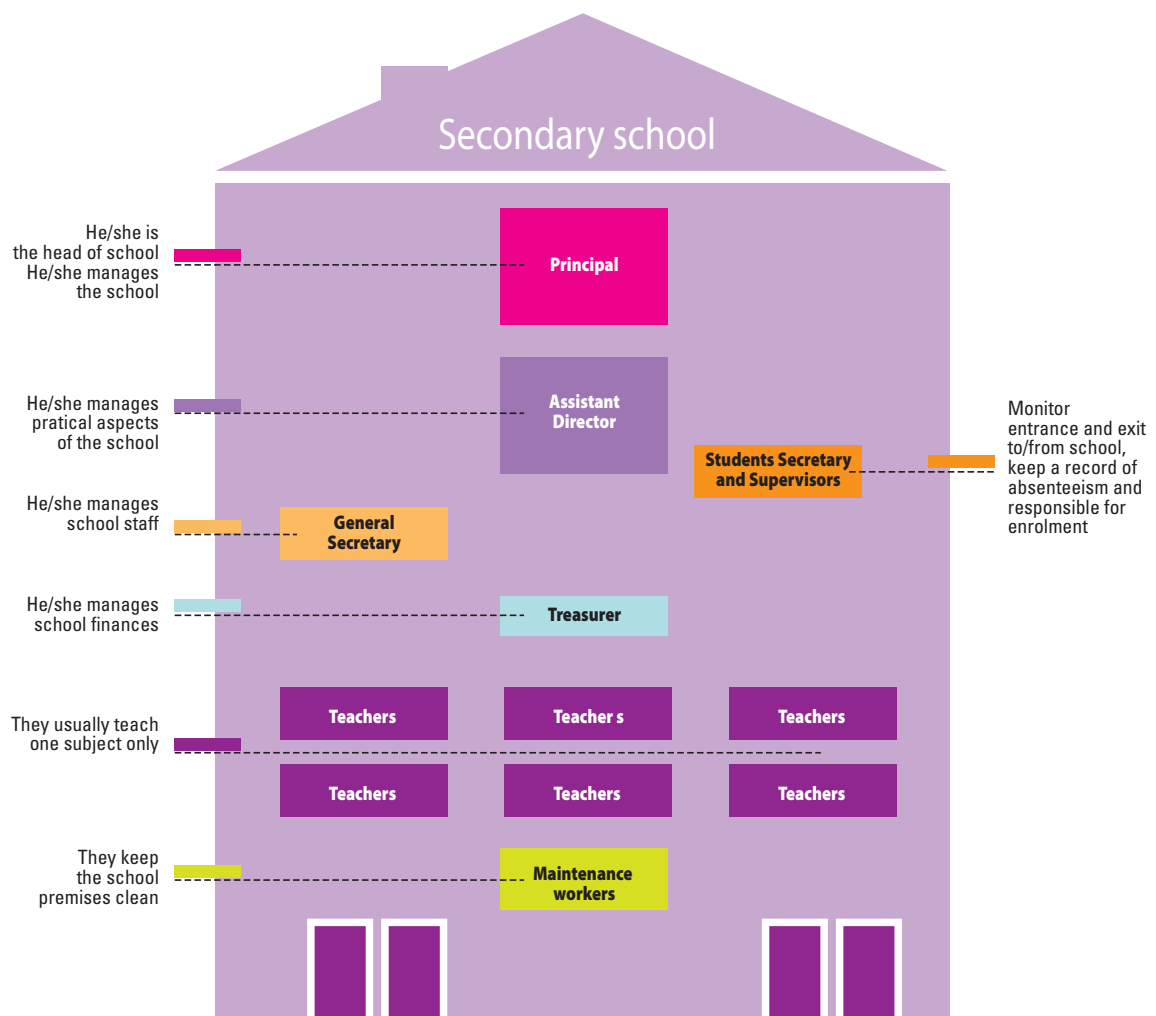 Secondary school
He/she is
the head of school
He/she manages
the school
Principal
He/she manages
pratical aspects
of the school
Assistant
Director
Monitor
entrance and exit
to/from school,
keep a record of
absenteeism and
responsible for
enrolment
Students Secretary
and Supervisors
He/she manages
school staff
General
Secretary
He/she manages
school finances
Treasurer
They usually teach
one subject only
Teachers
Teacher s
Teachers
Teachers
Teachers
Teachers
They keep
the school
premises clean
Maintenance
workers